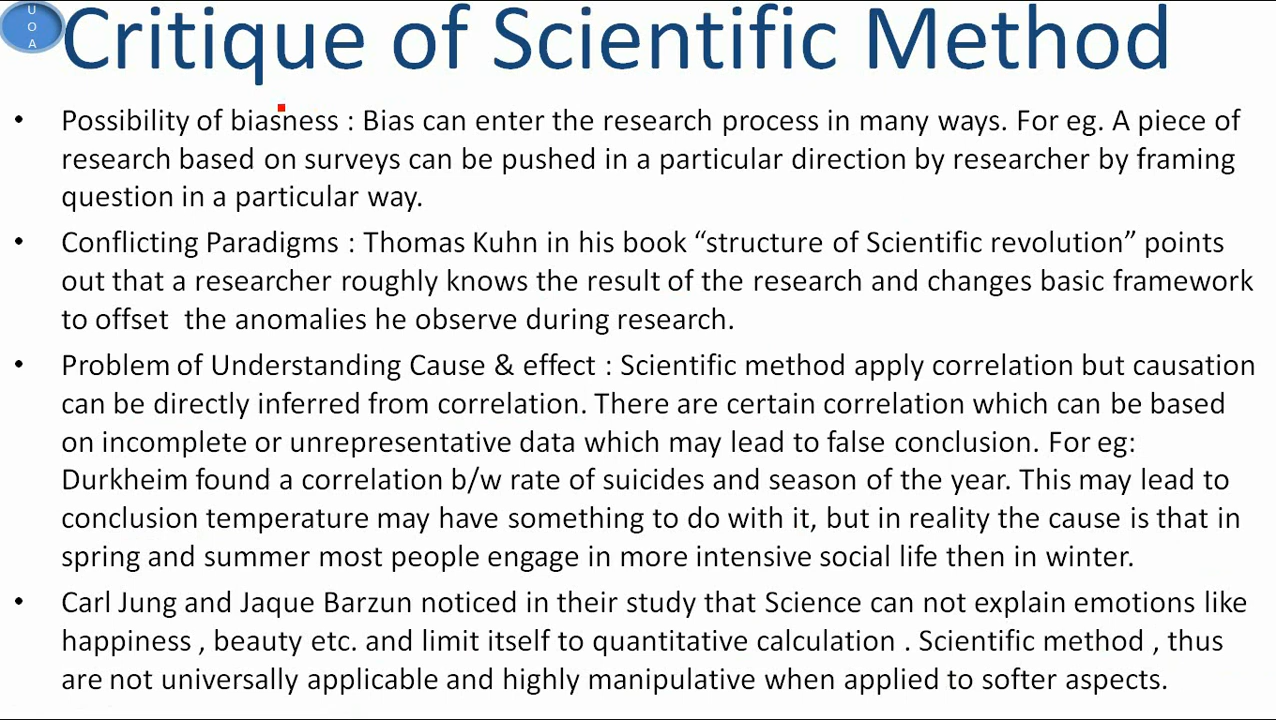 U
O
A
Critique of Scientific Method
• Possibility of biasness : Bias can enter the research process in many ways. For eg. A piece of
research based on surveys can be pushed in a particular direction by researcher by framing
question in a particular way.
• Conflicting Paradigms : Thomas Kuhn in his book “structure of Scientific revolution” points
out that a researcher roughly knows the result of the research and changes basic framework
to offset the anomalies he observe during research.
• Problem of Understanding Cause & effect : Scientific method apply correlation but causation
can be directly inferred from correlation. There are certain correlation which can be based
on incomplete or unrepresentative data which may lead to false conclusion. For eg:
Durkheim found a correlation b/w rate of suicides and season of the year. This may lead to
conclusion temperature may have something to do with it, but in reality the cause is that in
spring and summer most people engage in more intensive social life then in winter.
• Carl Jung and Jaque Barzun noticed in their study that Science can not explain emotions like
happiness , beauty etc. and limit itself to quantitative calculation . Scientific method , thus
are not universally applicable and highly manipulative when applied to softer aspects.